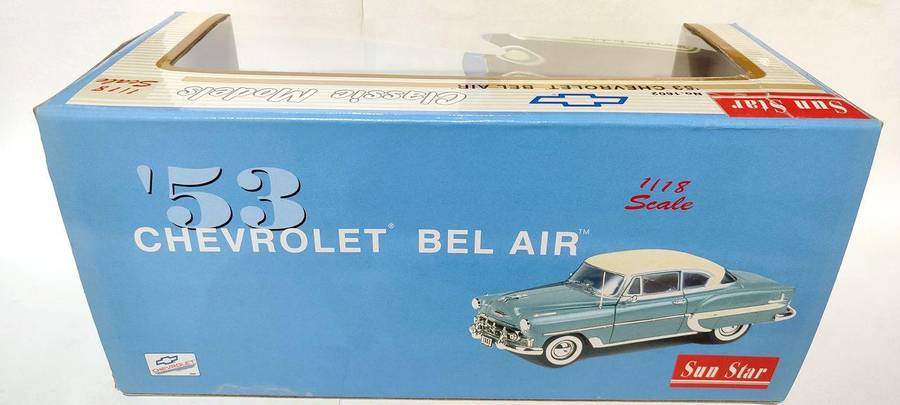 1/18
Scale
Classic Models
'53 CHEVROLET BEL AIR
No.1602
Sun Star
'53
CHEVROLET® BEL AIR™
1/18
Scale
CHEVROLET
Sun Star